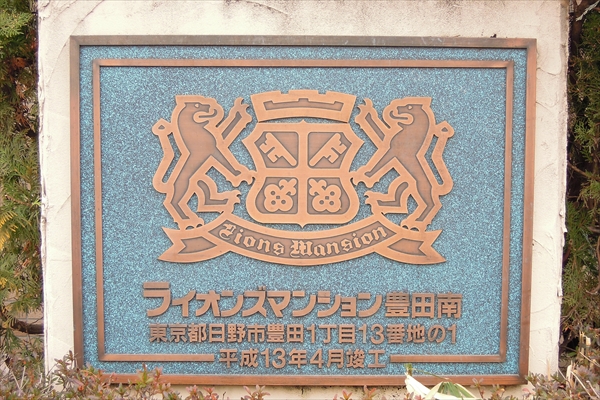 Lions Mansion
ライオンズマンション豊田南
東京都日野市豊田1丁目13番地の1
平成13年4月竣工